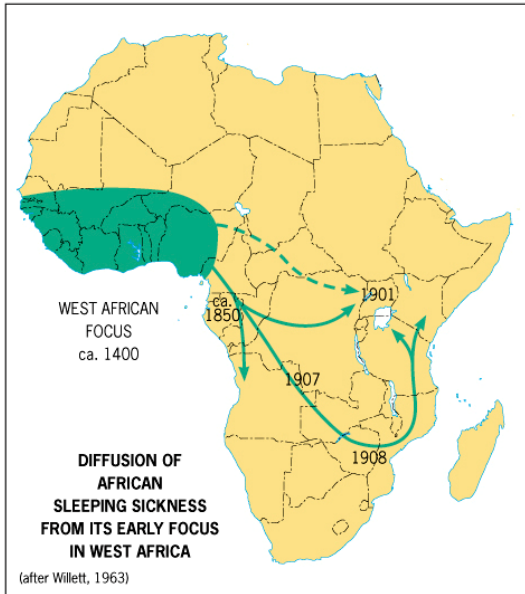 1901
ca.
1850
WEST AFRICAN
FOCUS
ca. 1400
1907
1908
DIFFUSION OF
AFRICAN
SLEEPING SICKNESS
FROM ITS EARLY FOCUS
IN WEST AFRICA
(after Willett, 1963)